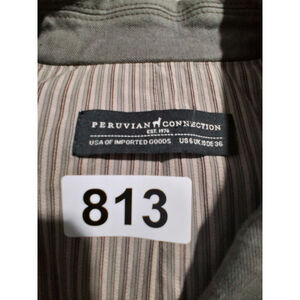 PERUVIAN CONNECTION
EST. 1976
USA OF IMPORTED GOODS US 6 UK 10 DE 36
813